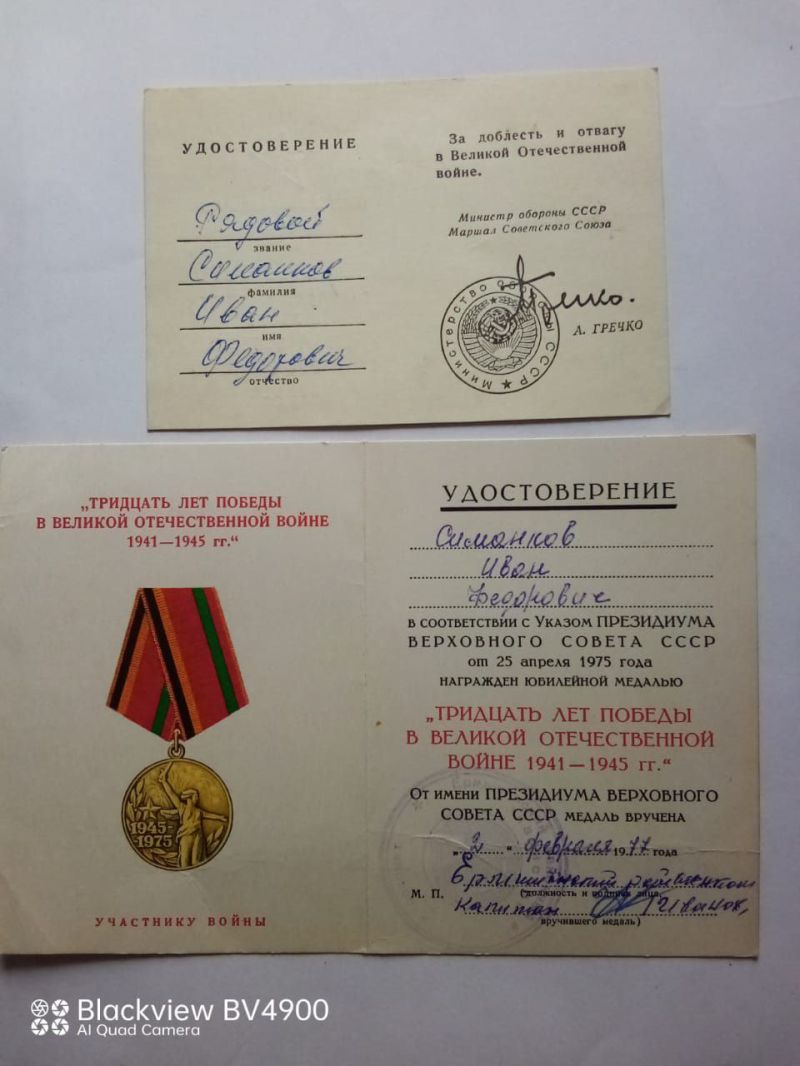 УДОСТОВЕРЕНИЕ
Рядовой
звание
Симанков
фамилия
Иван
имя
Федорович
отчество
За доблесть и отвагу
в Великой Отечественной
войне.
Министр обороны СССР
Маршал Советского Союза
Министерство обороны СССР
А. ГРЕЧКО
„ТРИДЦАТЬ ЛЕТ ПОБЕДЫ
В ВЕЛИКОЙ ОТЕЧЕСТВЕННОЙ ВОЙНЕ
1941—1945 гг.“
1945-
1975
УЧАСТНИКУ ВОЙНЫ
УДОСТОВЕРЕНИЕ
Симанков
Иван
Федорович
В СООТВЕТСТВИИ С УКАЗОМ ПРЕЗИДИУМА
ВЕРХОВНОГО СОВЕТА СССР
от 25 апреля 1975 года
НАГРАЖДЕН ЮБИЛЕЙНОЙ МЕДАЛЬЮ
„ТРИДЦАТЬ ЛЕТ ПОБЕДЫ
В ВЕЛИКОЙ ОТЕЧЕСТВЕННОЙ
ВОЙНЕ 1941—1945 гг.“
ОТ ИМЕНИ ПРЕЗИДИУМА ВЕРХОВНОГО
СОВЕТА СССР МЕДАЛЬ ВРУЧЕНА
„2“ февраля 1977 года
М. П.
(должность и подпись лица,
капитан
вручившего медаль)
Blackview BV4900
AI Quad Camera